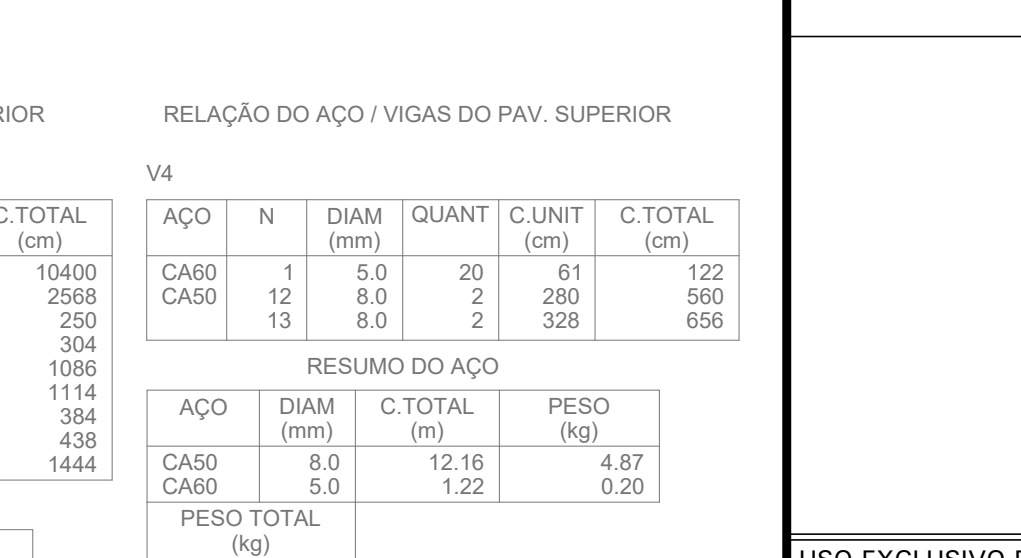 RIOR
RELAÇÃO DO AÇO / VIGAS DO PAV. SUPERIOR
V4
C.TOTAL
(cm)
10400
2568
250
304
1086
1114
384
438
1444
AÇO N DIAM QUANT C.UNIT C.TOTAL
(mm) (cm) (cm)
CA60 1 5.0 20 61 122
CA50 12 8.0 2 280 560
13 8.0 2 328 656
RESUMO DO AÇO
AÇO DIAM C.TOTAL PESO
(mm) (m) (kg)
CA50 8.0 12.16 4.87
CA60 5.0 1.22 0.20
PESO TOTAL
(kg)
USO EXCLUSIVO